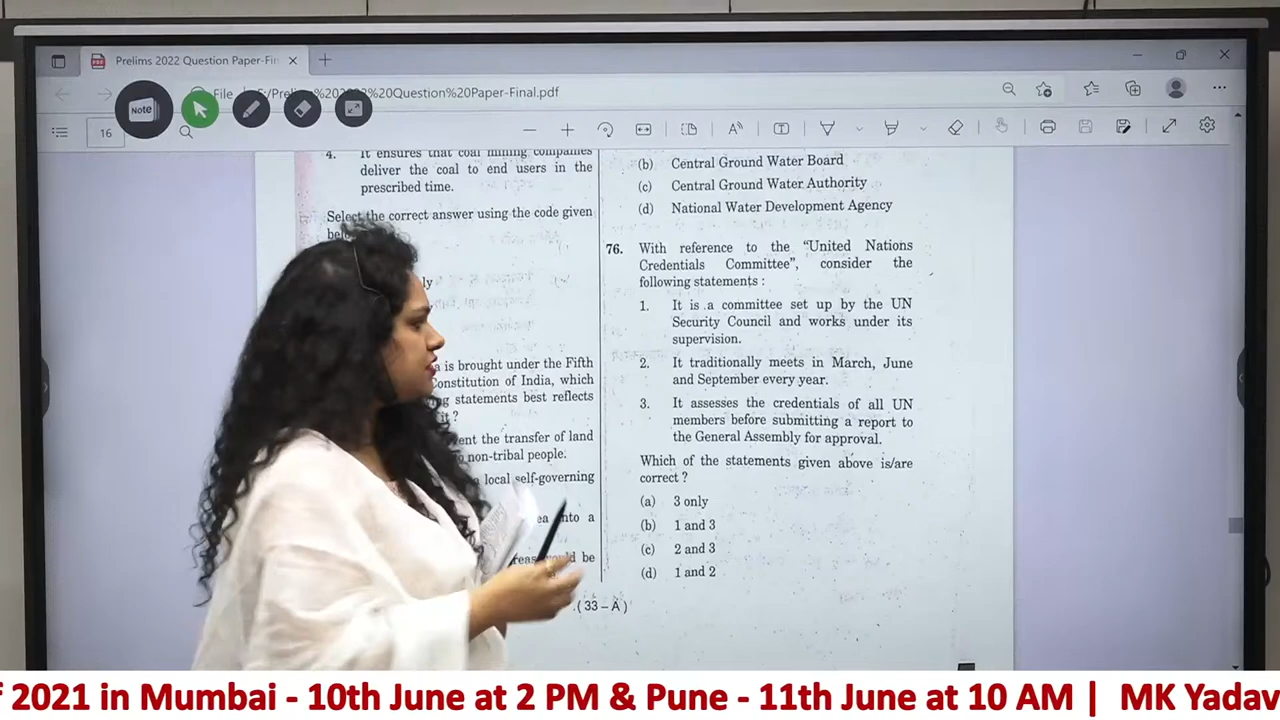 Prelims 2022 Question Paper-Fin
Note
File
%20Question%20Paper-Final.pdf
16
4. It ensures that coal mining companies
deliver the coal to end users in the
prescribed time.
Select the correct answer using the code given
ly
a is brought under the Fifth
Constitution of India, which
statements best reflects
it ?
ent the transfer of land
non-tribal people.
local self-governing
into a
would be
(b) Central Ground Water Board
(c) Central Ground Water Authority
(d) National Water Development Agency
76. With reference to the “United Nations
Credentials Committee”, consider the
following statements :
1. It is a committee set up by the UN
Security Council and works under its
supervision.
2. It traditionally meets in March, June
and September every year.
3. It assesses the credentials of all UN
members before submitting a report to
the General Assembly for approval.
Which of the statements given above is/are
correct ?
(a) 3 only
(b) 1 and 3
(c) 2 and 3
(d) 1 and 2
( 33 – A )
2021 in Mumbai - 10th June at 2 PM & Pune - 11th June at 10 AM | MK Yadav